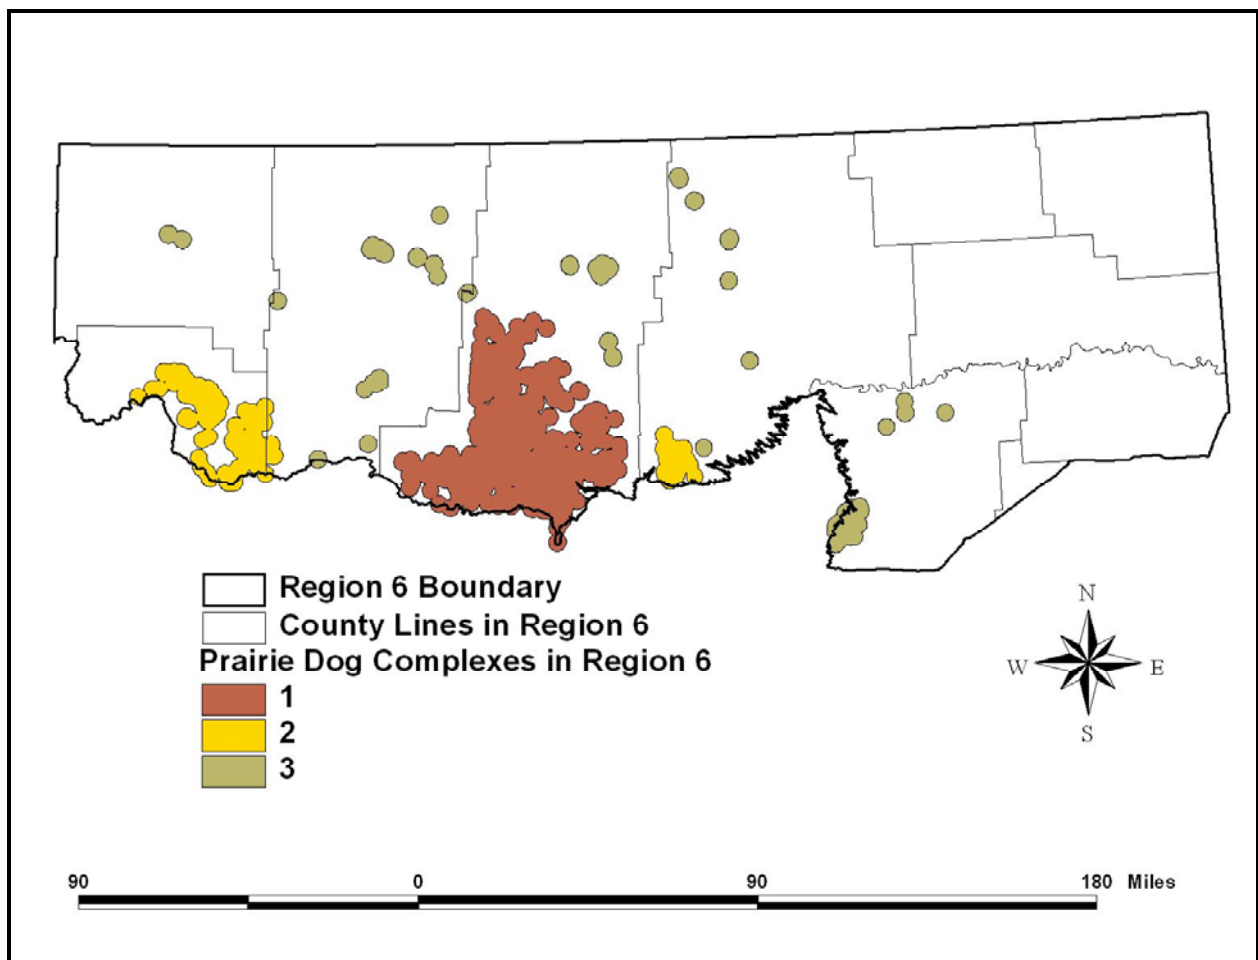 Region 6 Boundary
County Lines in Region 6
Prairie Dog Complexes in Region 6
1
2
3
N
W E
S
90 0 90 180 Miles